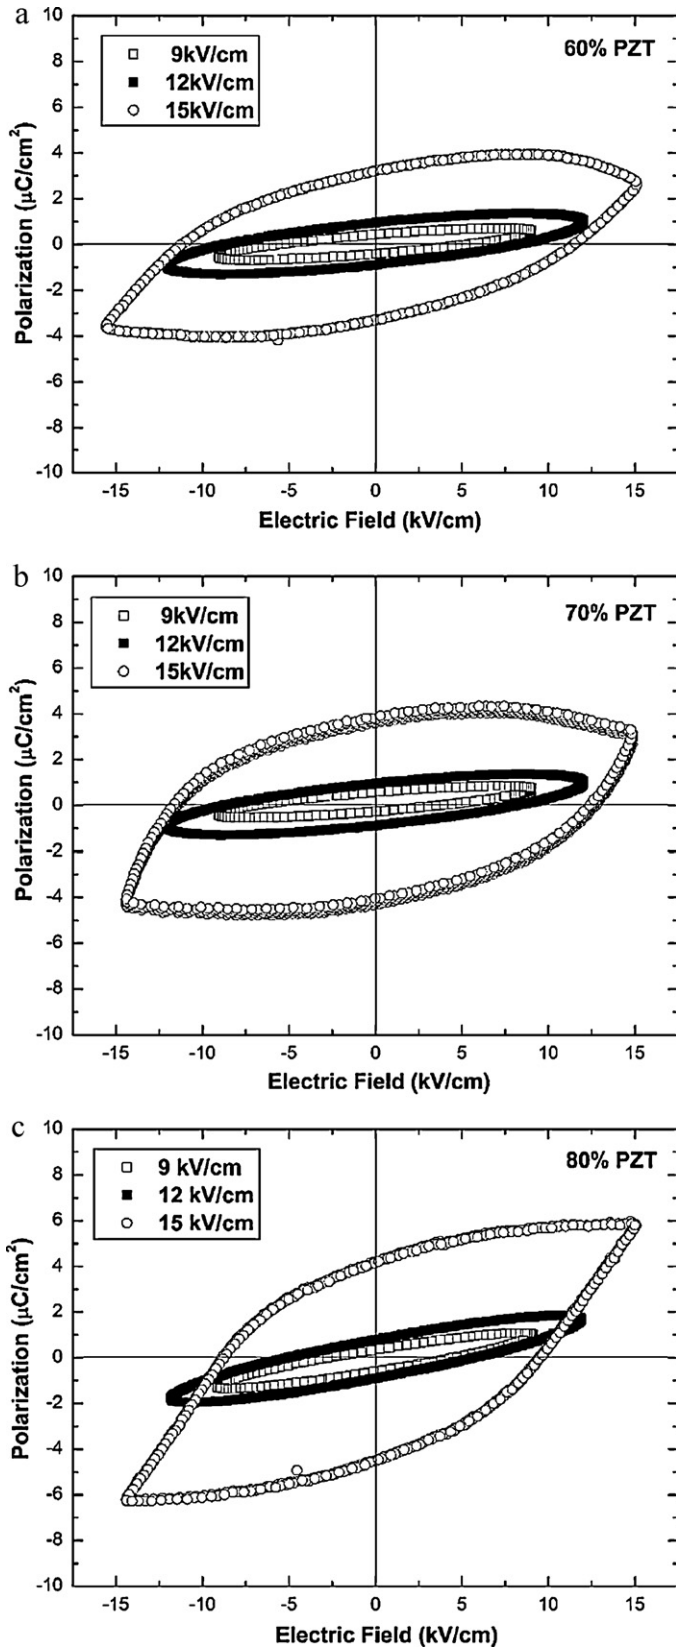 a
10
8
6
4
2
0
-2
-4
-6
-8
-10
Polarization (μC/cm²)
9kV/cm
12kV/cm
15kV/cm
60% PZT
-15 -10 -5 0 5 10 15
Electric Field (kV/cm)
b
10
8
6
4
2
0
-2
-4
-6
-8
-10
Polarization (μC/cm²)
9kV/cm
12kV/cm
15kV/cm
70% PZT
-15 -10 -5 0 5 10 15
Electric Field (kV/cm)
c
10
8
6
4
2
0
-2
-4
-6
-8
-10
Polarization (μC/cm²)
9 kV/cm
12 kV/cm
15 kV/cm
80% PZT
-15 -10 -5 0 5 10 15
Electric Field (kV/cm)